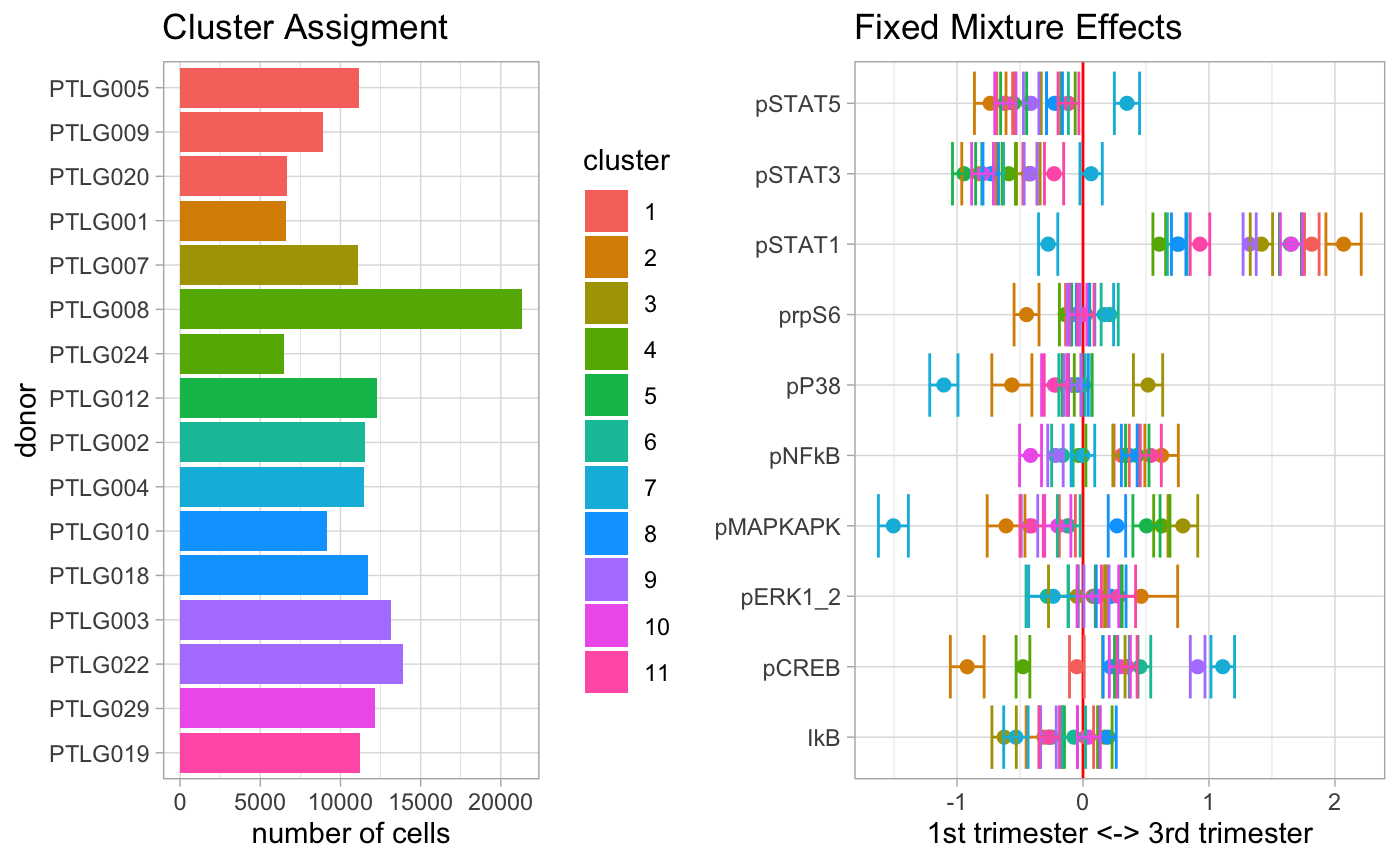 Cluster Assigment
donor
PTLG005
PTLG009
PTLG020
PTLG001
PTLG007
PTLG008
PTLG024
PTLG012
PTLG002
PTLG004
PTLG010
PTLG018
PTLG003
PTLG022
PTLG029
PTLG019
0 5000 10000 15000 20000
number of cells
cluster
1
2
3
4
5
6
7
8
9
10
11
Fixed Mixture Effects
pSTAT5
pSTAT3
pSTAT1
prpS6
pP38
pNFkB
pMAPKAPK
pERK1_2
pCREB
IkB
-1 0 1 2
1st trimester <-> 3rd trimester